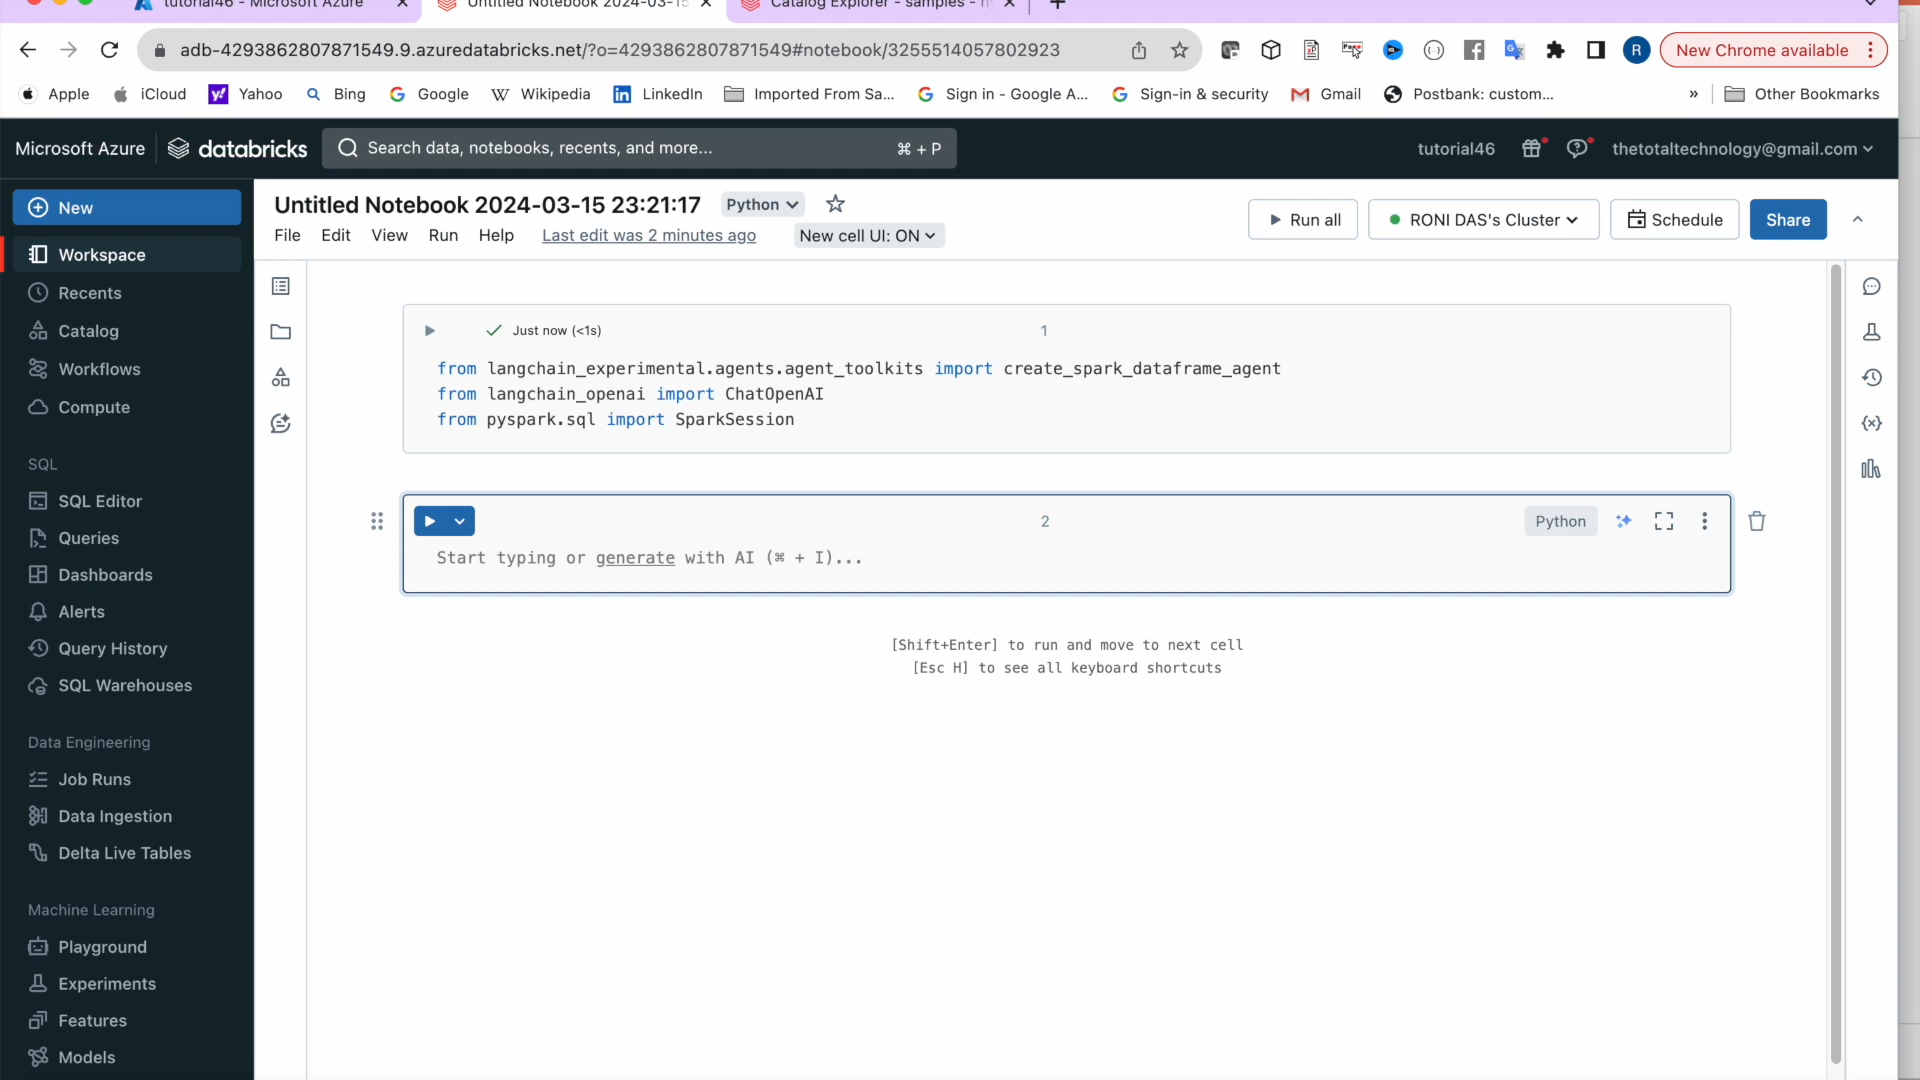 tutorial46 - Microsoft Azure
Untitled Notebook 2024-03-15
Catalog Explorer - samples -
adb-4293862807871549.9.azuredatabricks.net/?o=4293862807871549#notebook/3255514057802923
R
New Chrome available
Apple
iCloud
Yahoo
Bing
Google
Wikipedia
LinkedIn
Imported From Sa...
Sign in - Google A...
Sign-in & security
Gmail
Postbank: custom...
»
Other Bookmarks
Microsoft Azure
databricks
Search data, notebooks, recents, and more...
⌘ + P
tutorial46
thetotaltechnology@gmail.com
New
Workspace
Recents
Catalog
Workflows
Compute
SQL
SQL Editor
Queries
Dashboards
Alerts
Query History
SQL Warehouses
Data Engineering
Job Runs
Data Ingestion
Delta Live Tables
Machine Learning
Playground
Experiments
Features
Models
Untitled Notebook 2024-03-15 23:21:17
Python
File Edit View Run Help Last edit was 2 minutes ago New cell UI: ON
Run all
RONI DAS's Cluster
Schedule
Share
Just now (<1s)
1
from langchain_experimental.agents.agent_toolkits import create_spark_dataframe_agent
from langchain_openai import ChatOpenAI
from pyspark.sql import SparkSession
2
Python
Start typing or generate with AI (⌘ + I)...
[Shift+Enter] to run and move to next cell
[Esc H] to see all keyboard shortcuts